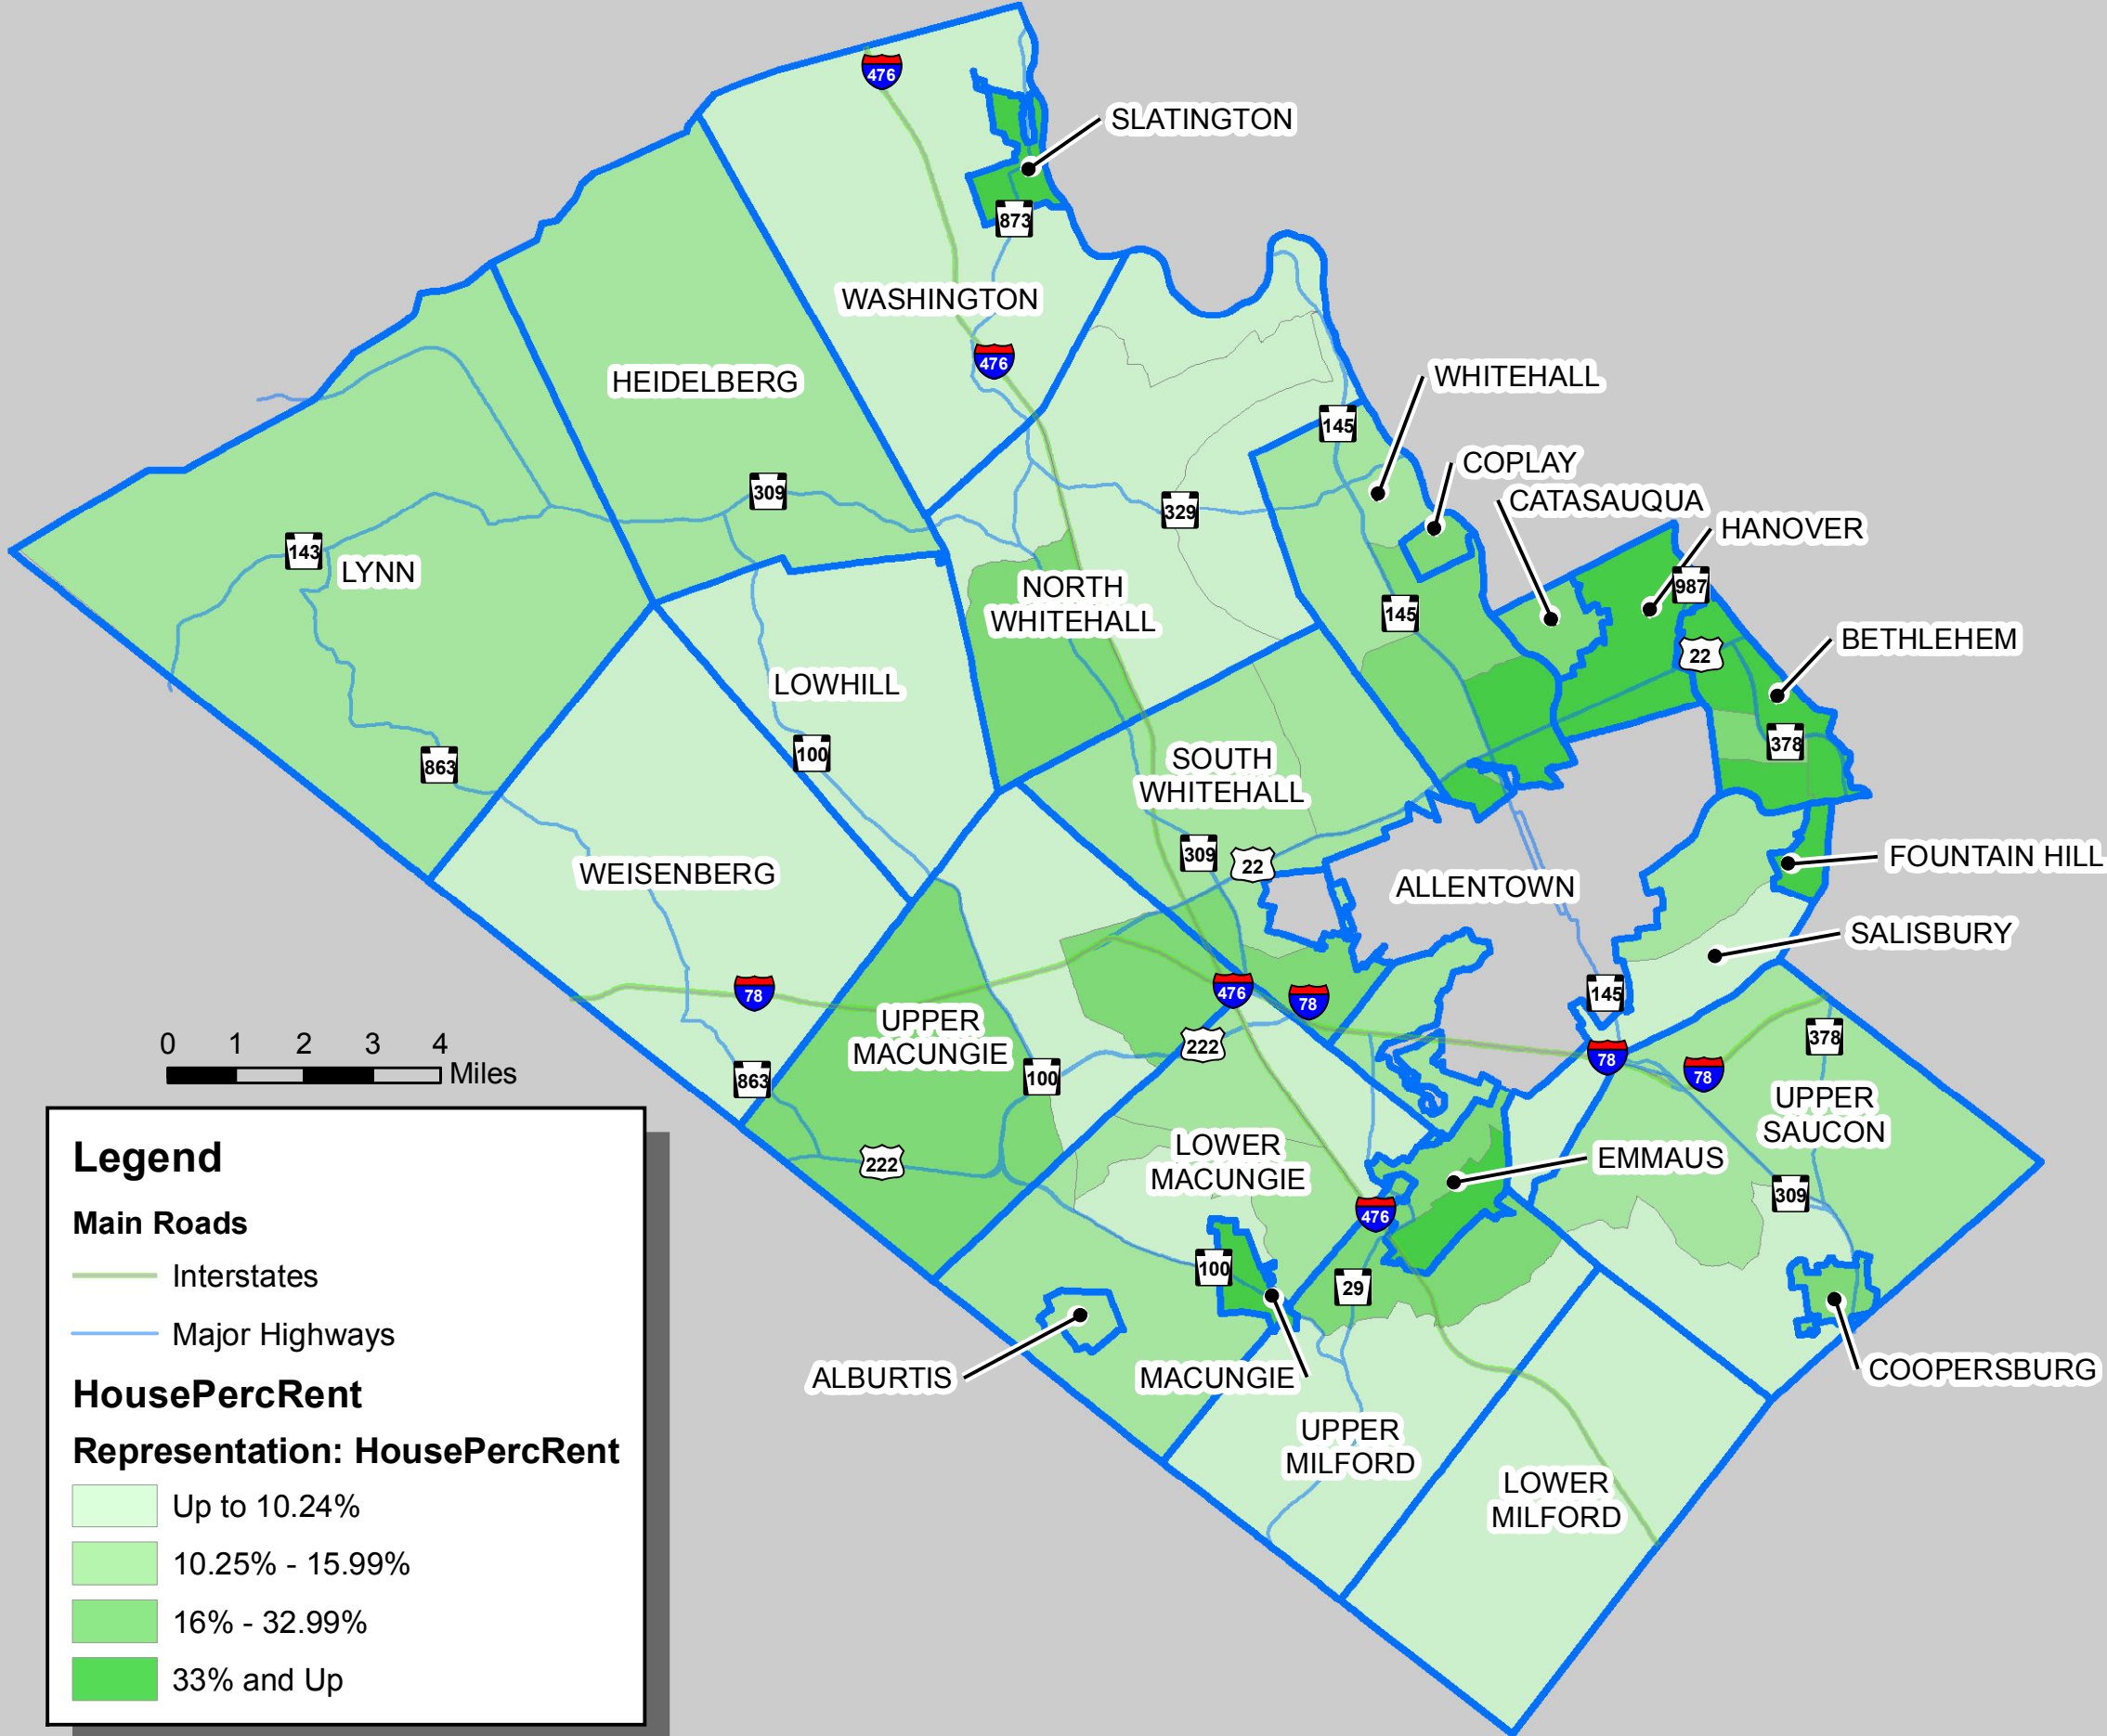 476
SLATINGTON
873
WASHINGTON
476
HEIDELBERG
WHITEHALL
145
COPLAY
CATASAUQUA
309
329
HANOVER
143
LYNN
NORTH
WHITEHALL
987
145
BETHLEHEM
22
LOWHILL
100
378
863
SOUTH
WHITEHALL
309
22
FOUNTAIN HILL
WEISENBERG
ALLENTOWN
SALISBURY
78
476
78
145
UPPER
MACUNGIE
222
378
0 1 2 3 4
Miles
863
100
78
78
UPPER
SAUCON
222
LOWER
MACUNGIE
EMMAUS
309
476
100
29
ALBURTIS
MACUNGIE
COOPERSBURG
UPPER
MILFORD
LOWER
MILFORD
Legend
Main Roads
Interstates
Major Highways
HousePercRent
Representation: HousePercRent
Up to 10.24%
10.25% - 15.99%
16% - 32.99%
33% and Up